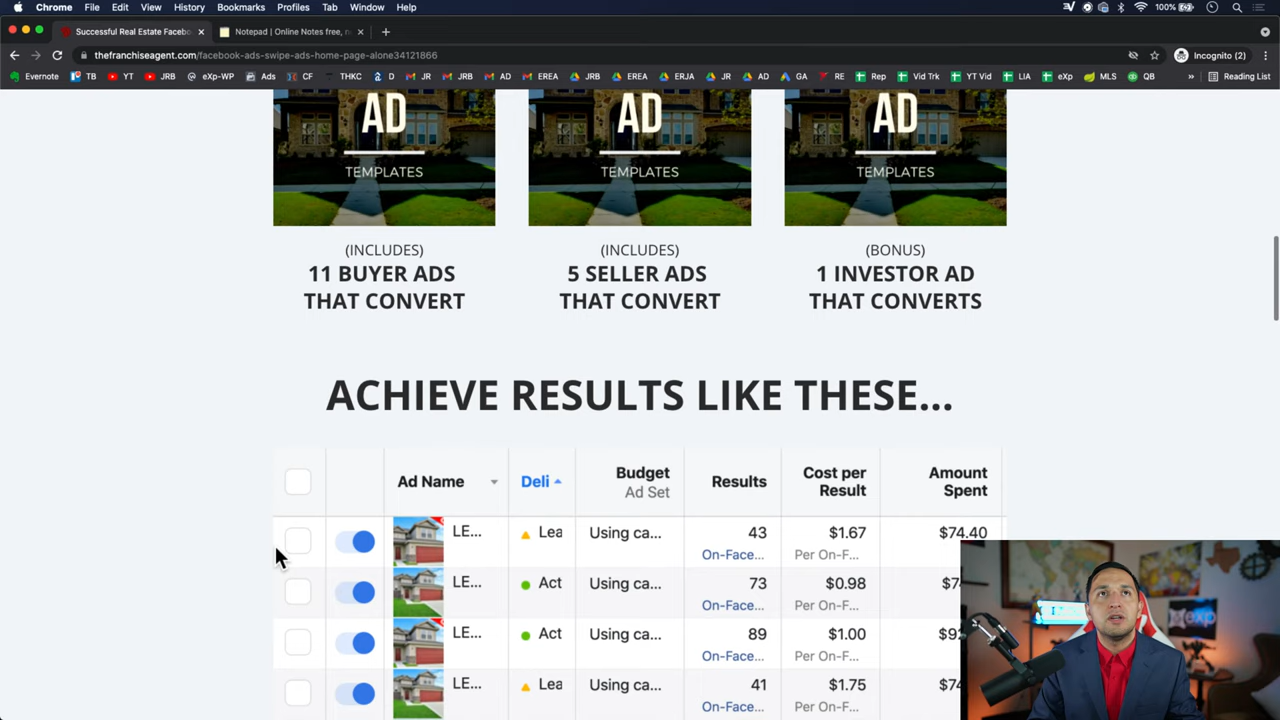 Chrome File Edit View History Bookmarks Profiles Tab Window Help 100%
Successful Real Estate Facebo
Notepad | Online Notes free, n
thefranchiseagent.com/facebook-ads-swipe-ads-home-page-alone34121866
Incognito (2)
Evernote TB YT JRB @ eXp-WP Ads CF THKC D JR JRB AD EREA JRB EREA ERJA JR AD GA RE Rep Vid Trk YT Vid LIA eXp MLS QB » Reading List
AD AD AD
TEMPLATES TEMPLATES TEMPLATES
(INCLUDES) (INCLUDES) (BONUS)
11 BUYER ADS 5 SELLER ADS 1 INVESTOR AD
THAT CONVERT THAT CONVERT THAT CONVERTS
ACHIEVE RESULTS LIKE THESE...
Ad Name Deli Budget Results Cost per Amount
Ad Set Result Spent
LE... Lea Using ca... 43 $1.67 $74.40
On-Face... Per On-F...
LE... Act Using ca... 73 $0.98
On-Face... Per On-F...
LE... Act Using ca... 89 $1.00
On-Face... Per On-F...
LE... Lea Using ca... 41 $1.75
On-Face... Per On-F...
exp